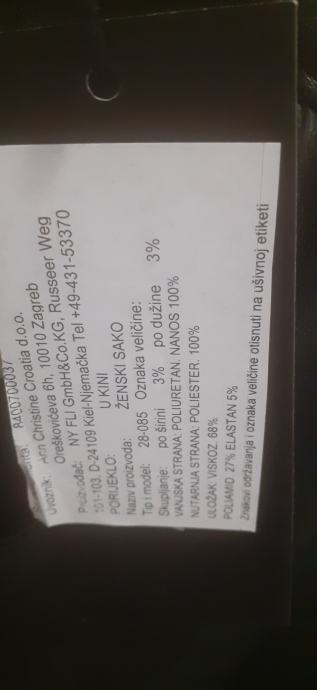 R400700037
Uvoznik: Ann Christine Croatia d.o.o.
Oreškovićeva 6h, 10010 Zagreb
Proizođač: NY FLI GmbH&Co.KG, Russeer Weg
101-103, D-24109 Kiel-Njemačka Tel +49-431-53370
PORIJEKLO: U KINI
Naziv proizvoda: ŽENSKI SAKO
Tip i model: 28-085 Oznaka veličine:
Skupljanje: po širini 3% po dužine 3%
VANJSKA STRANA: POLIURETAN. NANOS 100%
NUTARNJA STRANA: POLIESTER. 100%
ULOŽAK VISKOZ. 68%
POLIAMID 27% ELASTAN 5%
Znakovi održavanja i oznaka veličine otisnuti na ušivnoj etiketi